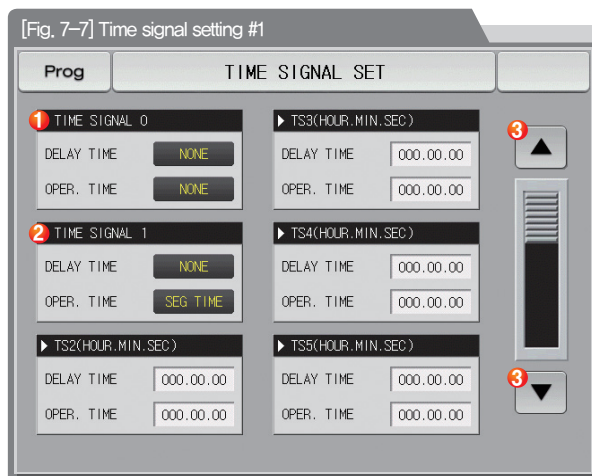 [Fig. 7-7] Time signal setting #1
Prog
TIME SIGNAL SET
1 TIME SIGNAL 0
DELAY TIME NONE
OPER. TIME NONE
2 TIME SIGNAL 1
DELAY TIME NONE
OPER. TIME SEG TIME
▶ TS2(HOUR.MIN.SEC)
DELAY TIME 000.00.00
OPER. TIME 000.00.00
▶ TS3(HOUR.MIN.SEC)
DELAY TIME 000.00.00
OPER. TIME 000.00.00
▶ TS4(HOUR.MIN.SEC)
DELAY TIME 000.00.00
OPER. TIME 000.00.00
▶ TS5(HOUR.MIN.SEC)
DELAY TIME 000.00.00
OPER. TIME 000.00.00
3
▲
3
▼